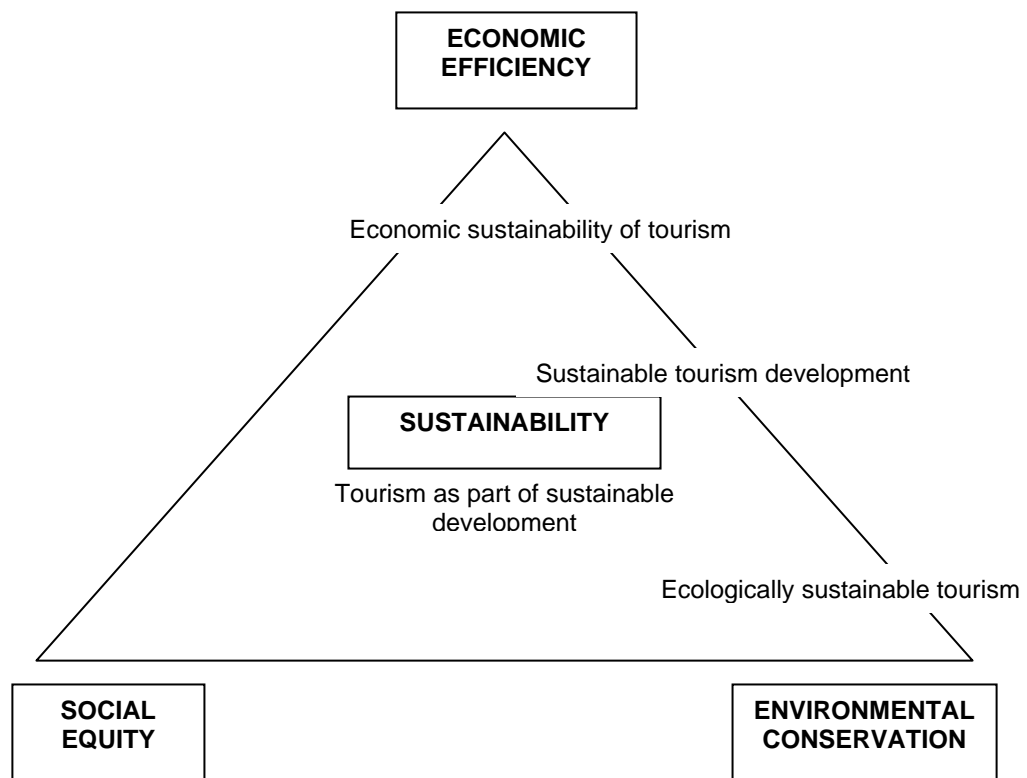 ECONOMIC
EFFICIENCY
Economic sustainability of tourism
Sustainable tourism development
SUSTAINABILITY
Tourism as part of sustainable
development
Ecologically sustainable tourism
SOCIAL
EQUITY
ENVIRONMENTAL
CONSERVATION